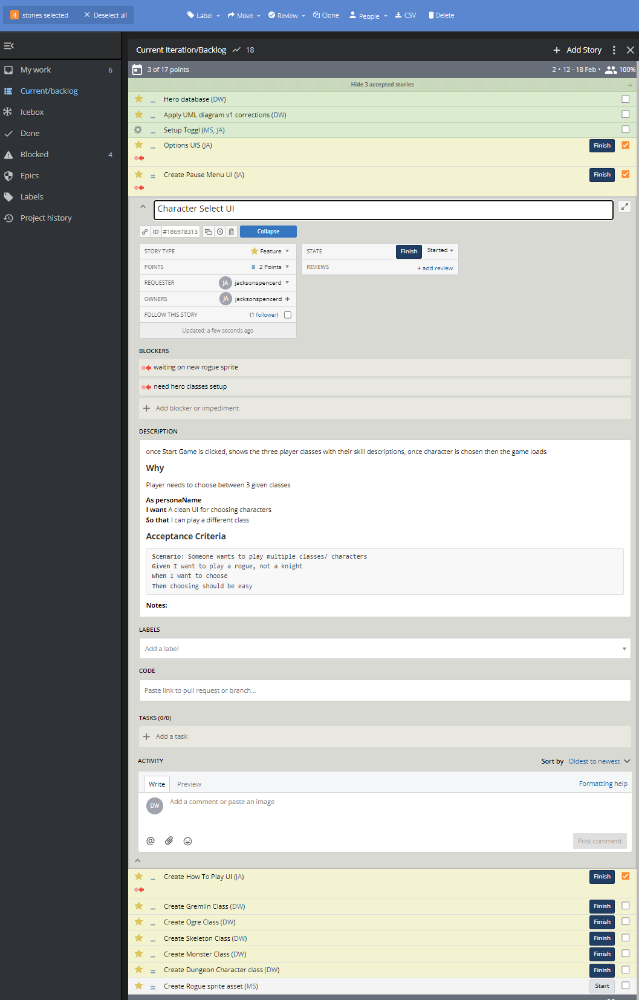 4 stories selected × Deselect all Label Move Review Clone People CSV Delete
Current Iteration/Backlog 18 + Add Story
3 of 17 points 2 • 12 - 18 Feb • 100%
My work 6
Current/backlog
Icebox
Done
Blocked 4
Epics
Labels
Project history
Hide 3 accepted stories
Hero database (DW)
Apply UML diagram v1 corrections (DW)
Setup Toggl (MS, JA)
Options UIS (JA) Finish
Create Pause Menu UI (JA) Finish
Character Select UI
ID #186978313 Collapse
STORY TYPE Feature
POINTS 2 Points
REQUESTER JA jacksonspencerd
OWNERS JA jacksonspencerd +
FOLLOW THIS STORY (1 follower)
Updated: a few seconds ago
STATE Finish Started
REVIEWS + add review
BLOCKERS
waiting on new rogue sprite
need hero classes setup
+ Add blocker or impediment
DESCRIPTION
once Start Game is clicked, shows the three player classes with their skill descriptions, once character is chosen then the game loads
Why
Player needs to choose between 3 given classes
As personaName
I want A clean UI for choosing characters
So that I can play a different class
Acceptance Criteria
Scenario: Someone wants to play multiple classes/ characters
Given I want to play a rogue, not a knight
When I want to choose
Then choosing should be easy
Notes:
LABELS
Add a label
CODE
Paste link to pull request or branch...
TASKS (0/0)
+ Add a task
ACTIVITY Sort by Oldest to newest
Write Preview Formatting help
DW Add a comment or paste an image
@ Post comment
Create How To Play UI (JA) Finish
Create Gremlin Class (DW) Finish
Create Ogre Class (DW) Finish
Create Skeleton Class (DW) Finish
Create Monster Class (DW) Finish
Create Dungeon Character class (DW) Finish
Create Rogue sprite asset (MS) Start